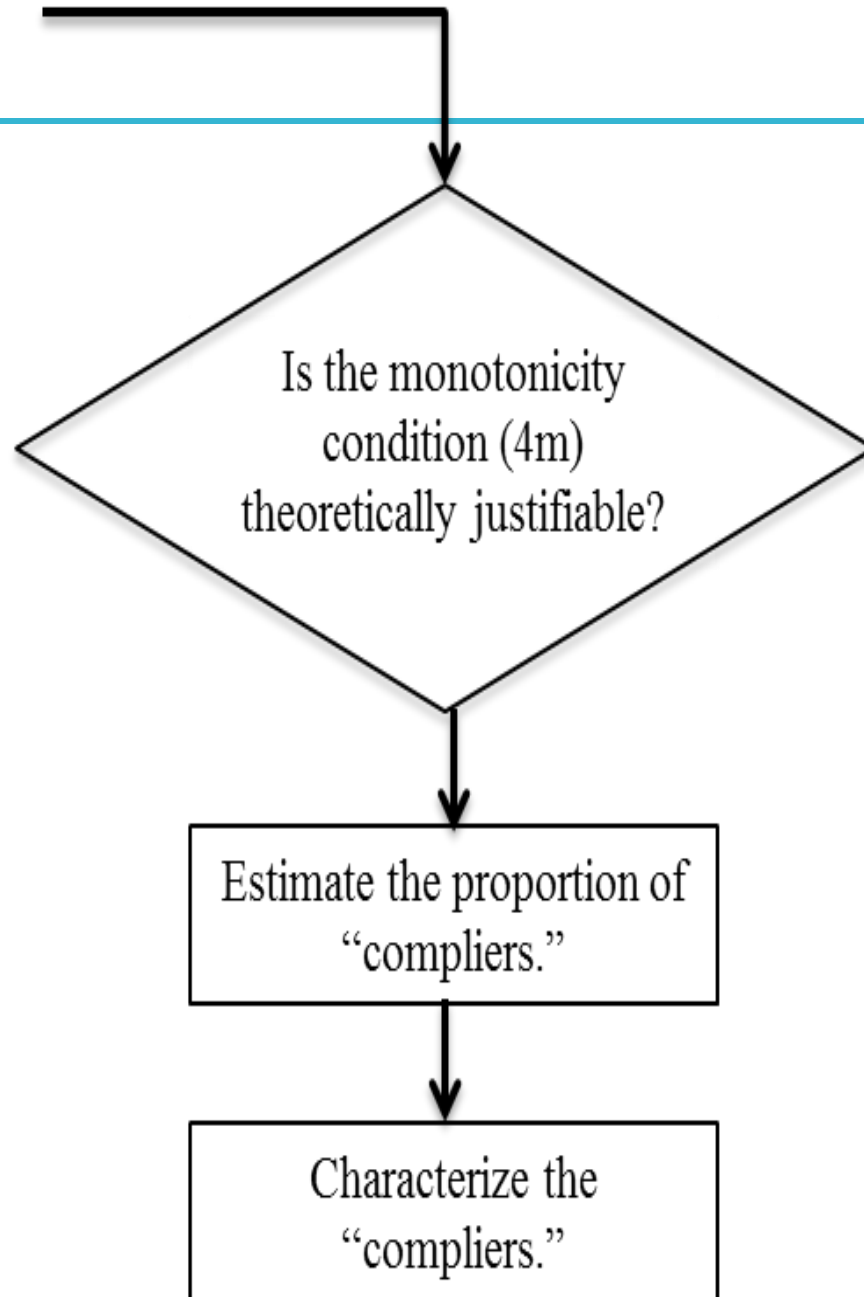 Is the monotonicity
condition (4m)
theoretically justifiable?
Estimate the proportion of
“compliers.”
Characterize the
“compliers.”